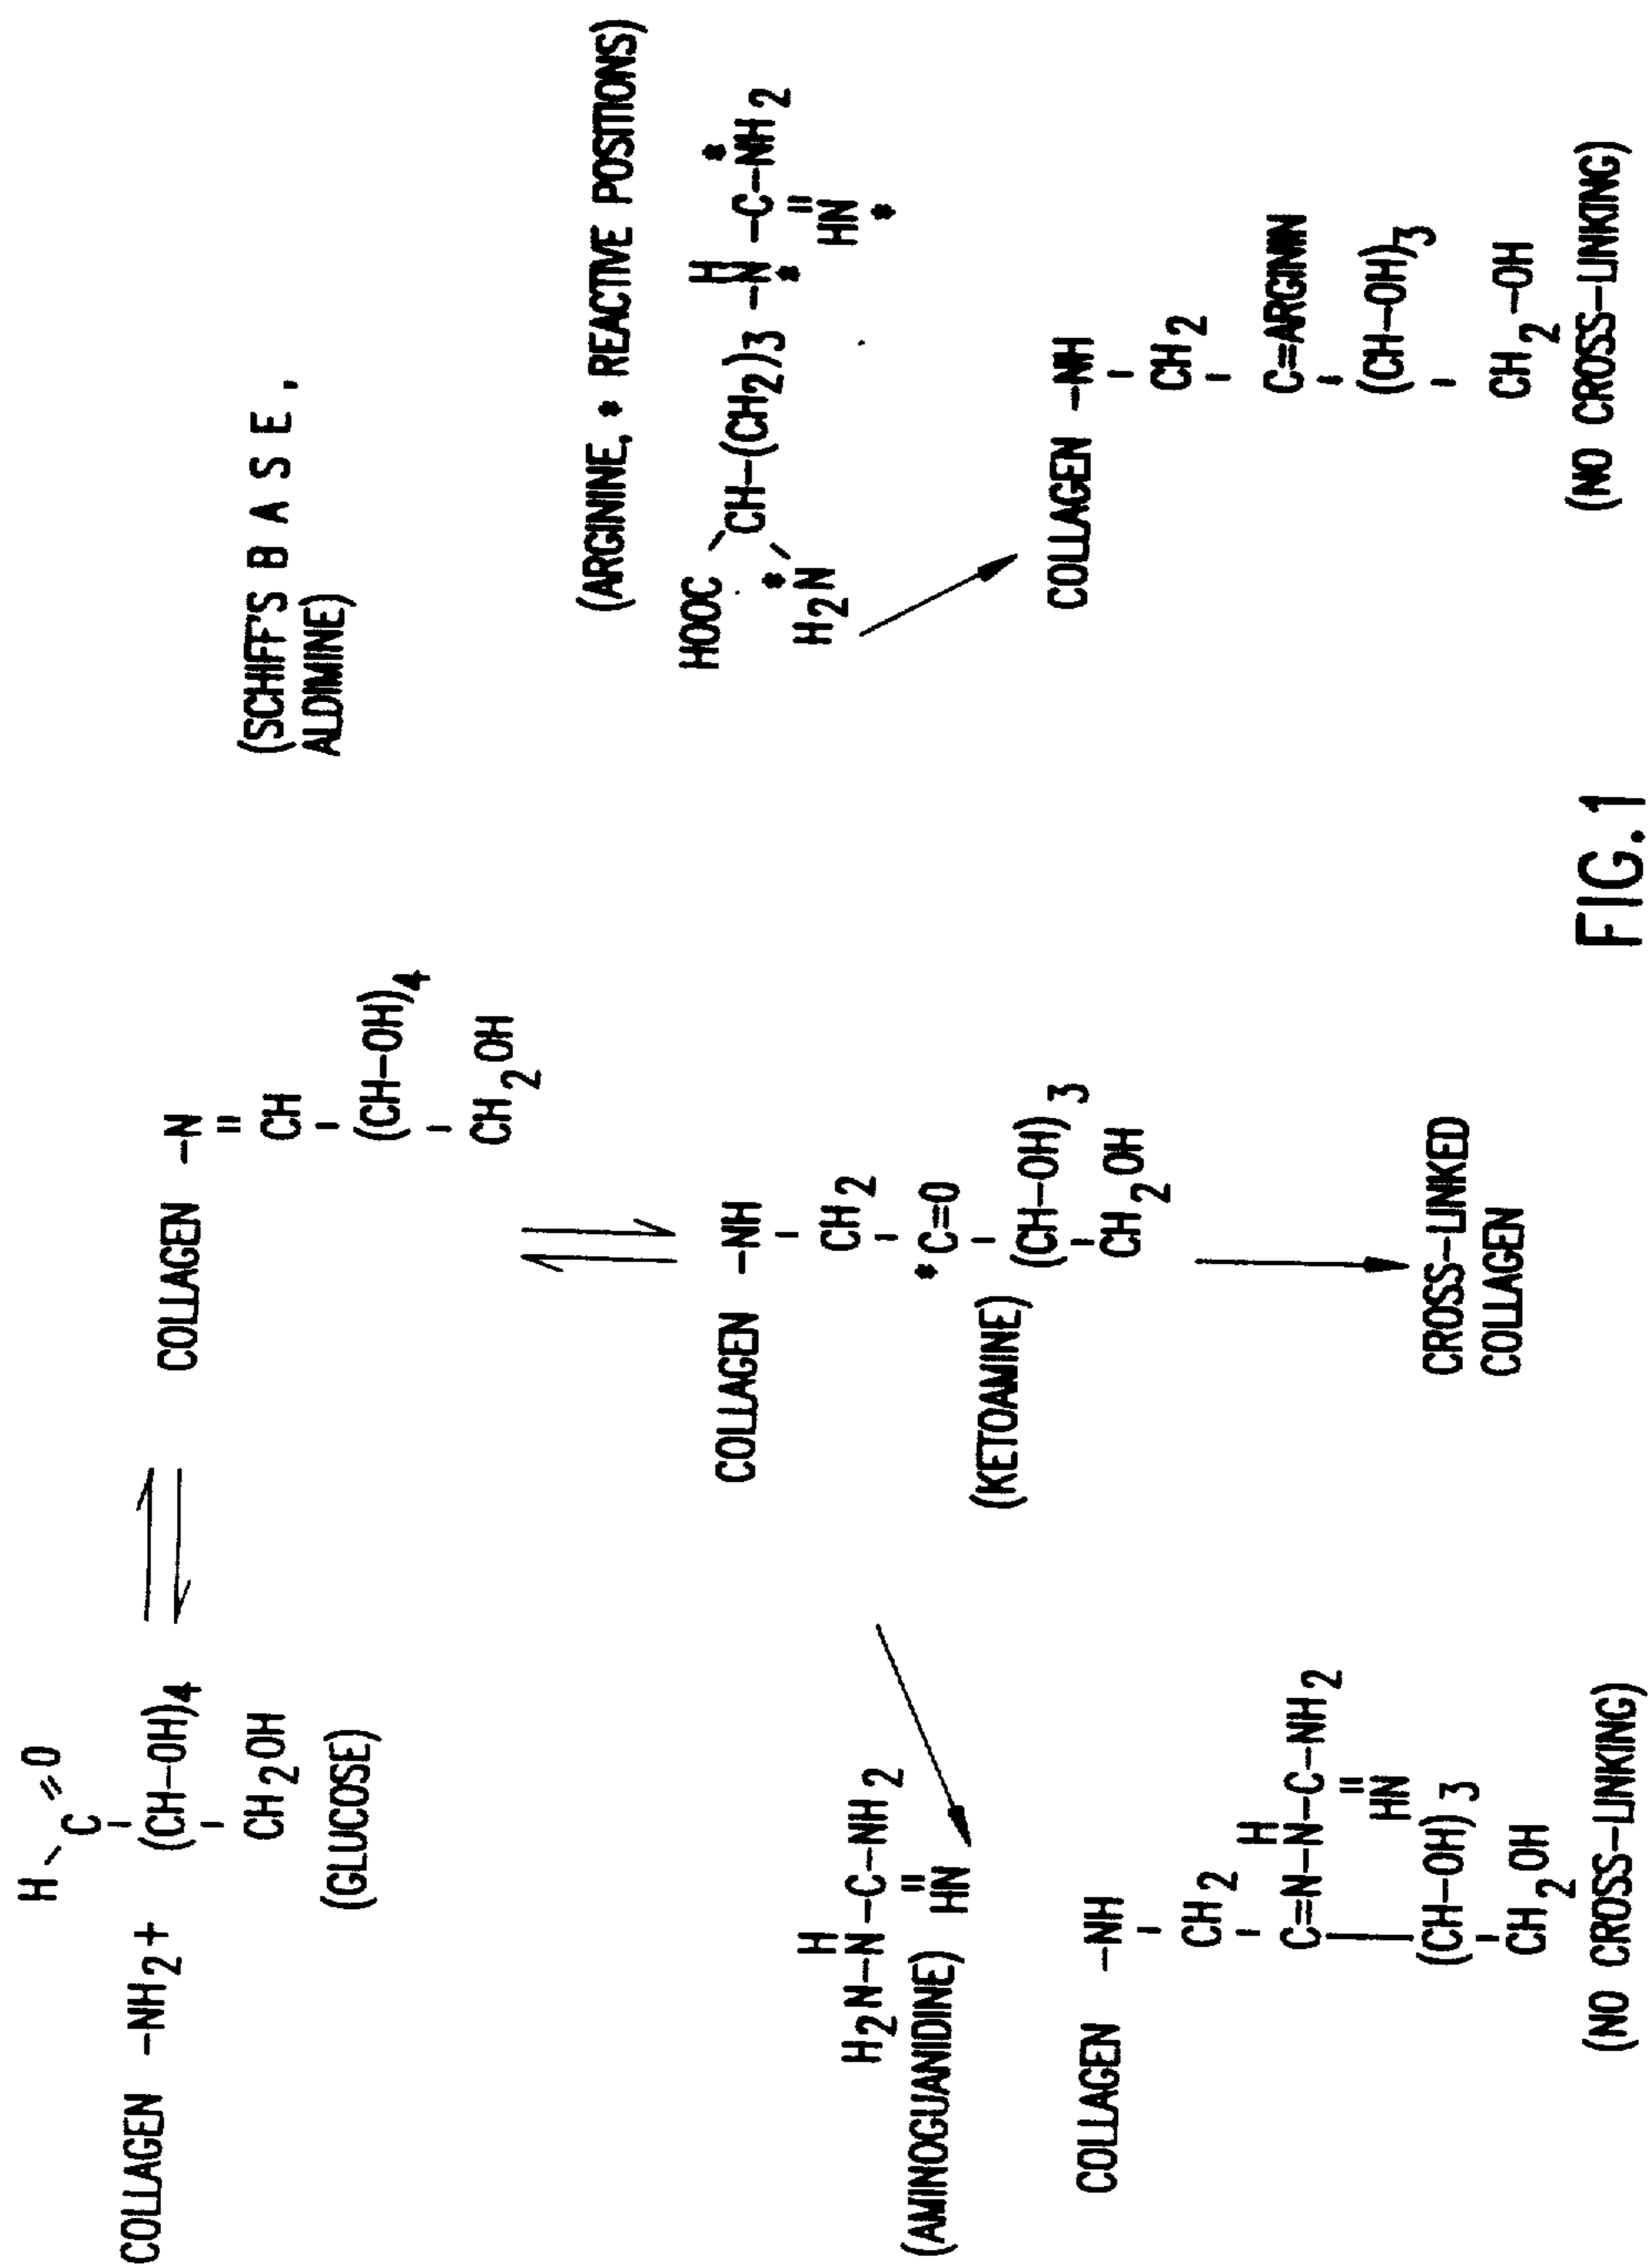 H
C=O
COLLAGEN -NH2+ (CH-OH)4
CH2OH
(GLUCOSE)
COLLAGEN -N
=
CH
(CH-OH)4
CH2OH
(SCHIFF'S BASE,
ALDIMINE)
COLLAGEN -NH
CH2
*C=O
(CH-OH)3
CH2OH
(KETOAMINE)
H
H2N-N-C-NH2
=
HN
(AMINOGUANIDINE)
(ARGININE, * REACTIVE POSITIONS)
HOOC H *
CH-(CH2)3-N-C-NH2
* * =
H2N HN
*
COLLAGEN -NH
CH2
H
C=N-N-C-NH2
=
HN
(CH-OH)3
CH2OH
(NO CROSS-LINKING)
CROSS-LINKED
COLLAGEN
COLLAGEN -NH
CH2
C=ARGININ
(CH-OH)3
CH2-OH
(NO CROSS-LINKING)
FIG.1